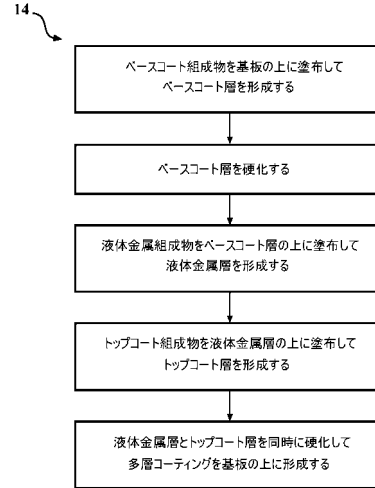 14
ベースコート組成物を基板の上に塗布して
ベースコート層を形成する
ベースコート層を硬化する
液体金属組成物をベースコート層の上に塗布して
液体金属層を形成する
トップコート組成物を液体金属層の上に塗布して
トップコート層を形成する
液体金属層とトップコート層を同時に硬化して
多層コーティングを基板の上に形成する